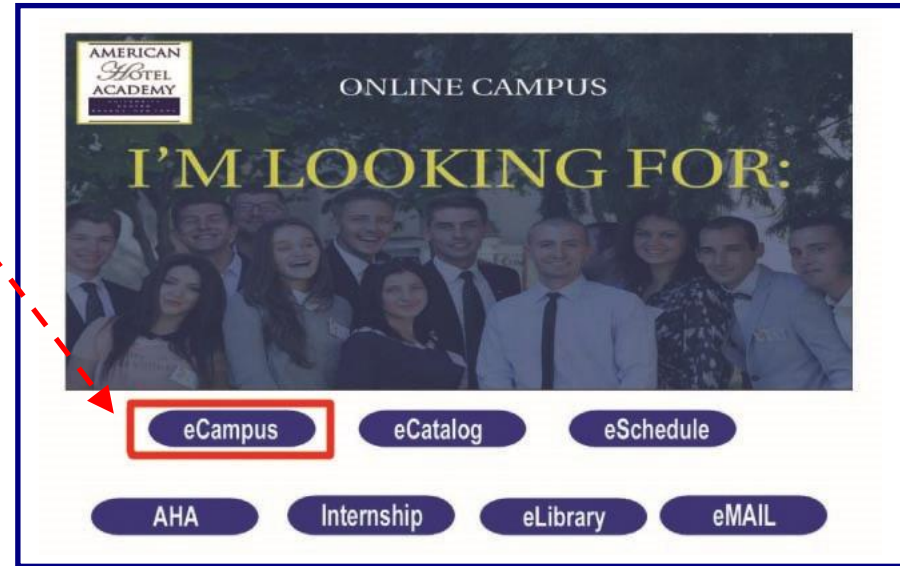 AMERICAN
HOTEL
ACADEMY
ONLINE CAMPUS
I'M LOOKING FOR:
eCampus eCatalog eSchedule
AHA Internship eLibrary eMAIL